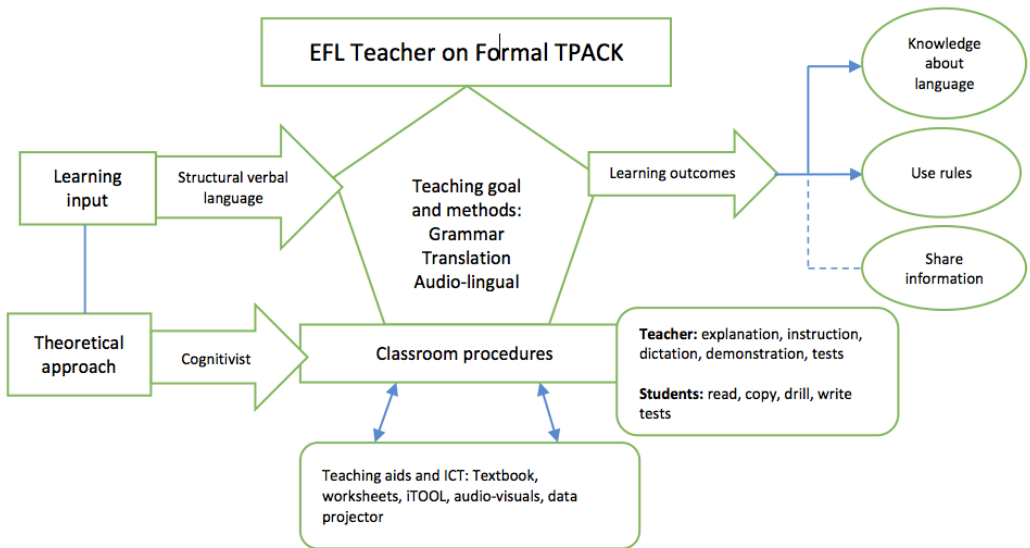 EFL Teacher on Formal TPACK
Knowledge
about
language
Learning
input
Structural verbal
language
Teaching goal
and methods:
Grammar
Translation
Audio-lingual
Learning outcomes
Use rules
Share
information
Theoretical
approach
Cognitivist
Classroom procedures
Teacher: explanation, instruction,
dictation, demonstration, tests
Students: read, copy, drill, write
tests
Teaching aids and ICT: Textbook,
worksheets, iTOOL, audio-visuals, data
projector